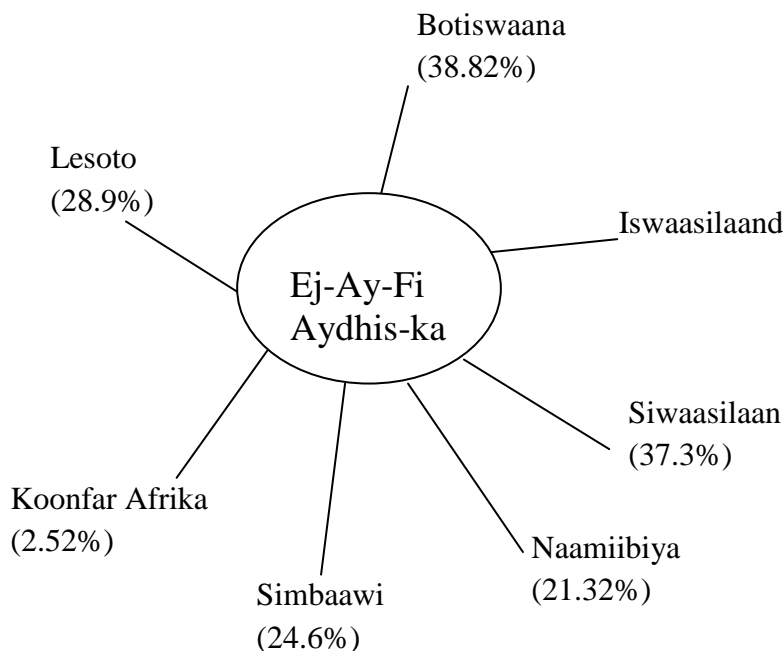 Botiswaana
(38.82%)
Lesoto
(28.9%)
Iswaasilaand
Ej-Ay-Fi
Aydhis-ka
Siwaasilaan
(37.3%)
Koonfar Afrika
(2.52%)
Naamiibiya
(21.32%)
Simbaawi
(24.6%)